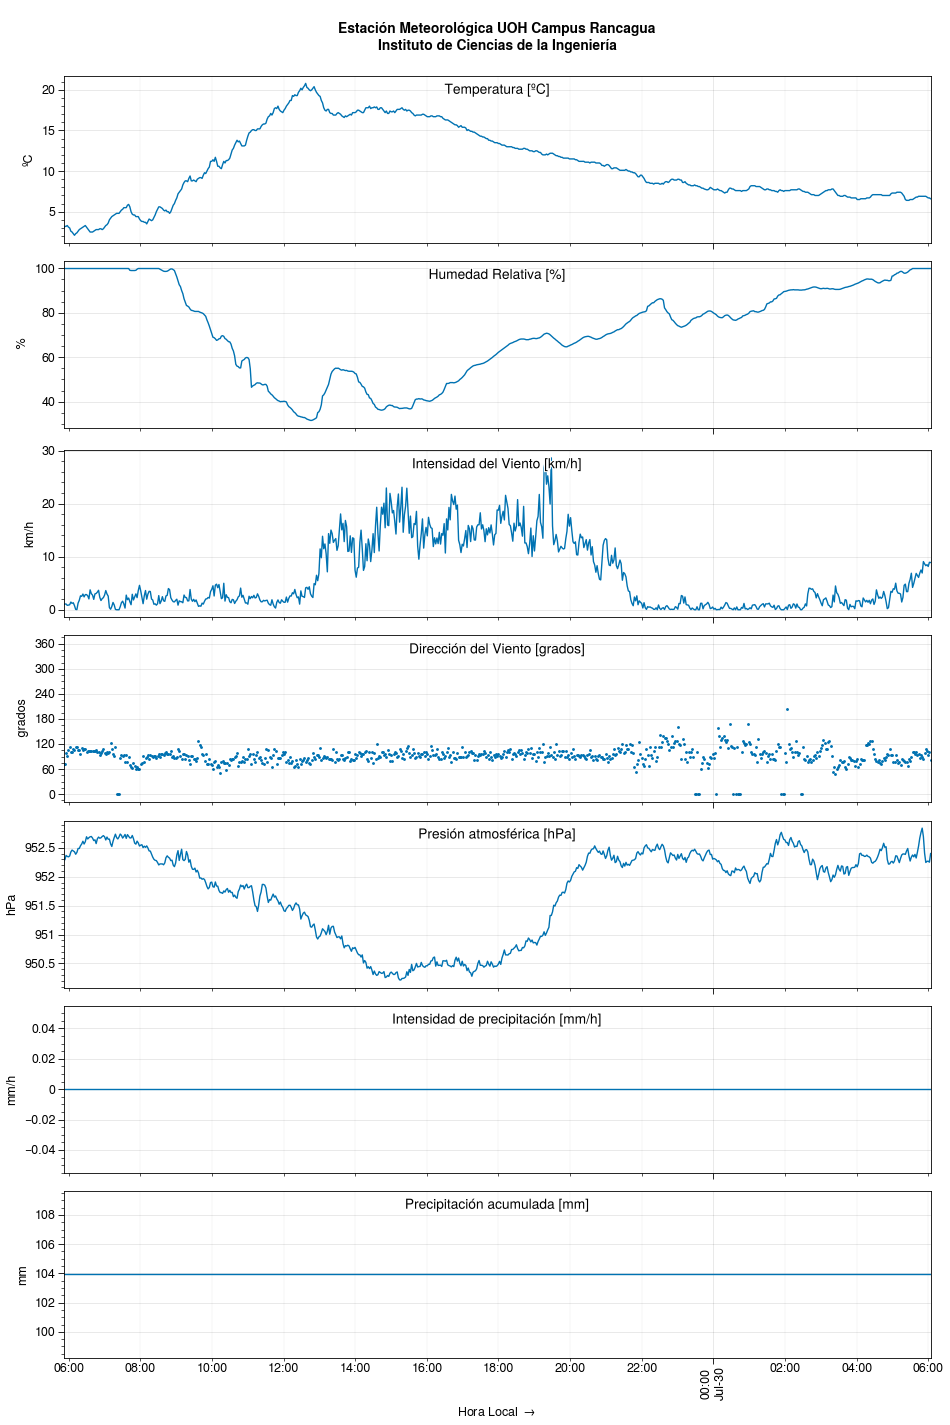 Estación Meteorológica UOH Campus Rancagua
Instituto de Ciencias de la Ingeniería
Temperatura [ºC]
ºC
20
15
10
5
Humedad Relativa [%]
%
100
80
60
40
Intensidad del Viento [km/h]
km/h
30
20
10
0
Dirección del Viento [grados]
grados
360
300
240
180
120
60
0
Presión atmosférica [hPa]
hPa
952.5
952
951.5
951
950.5
Intensidad de precipitación [mm/h]
mm/h
0.04
0.02
0
−0.02
−0.04
Precipitación acumulada [mm]
mm
108
106
104
102
100
06:00 08:00 10:00 12:00 14:00 16:00 18:00 20:00 22:00 00:00 02:00 04:00 06:00
Jul-30
Hora Local →